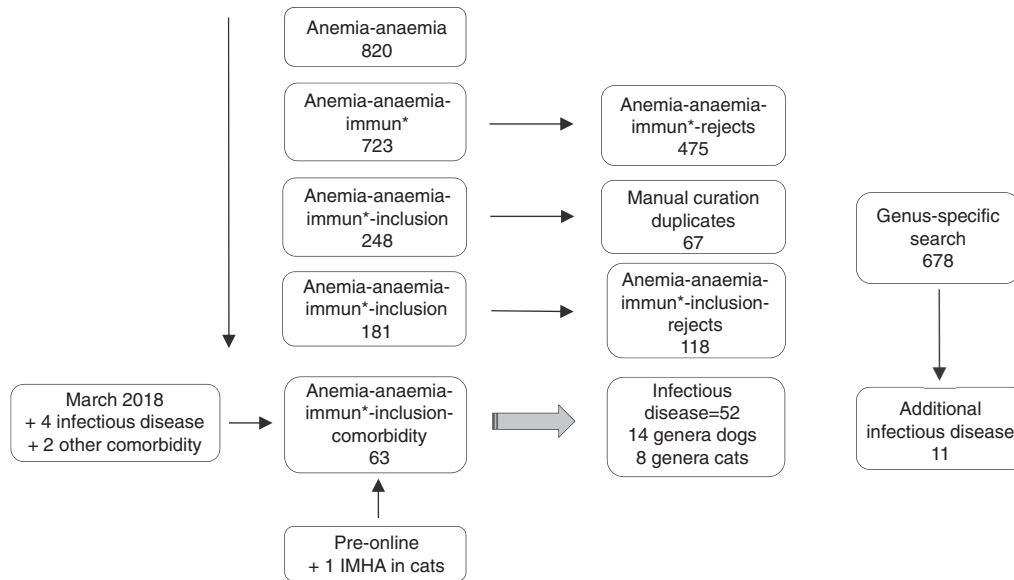 Anemia-anaemia
820
Anemia-anaemia-
immun*
723
Anemia-anaemia-
immun*-rejects
475
Anemia-anaemia-
immun*-inclusion
248
Manual curation
duplicates
67
Genus-specific
search
678
Anemia-anaemia-
immun*-inclusion
181
Anemia-anaemia-
immun*-inclusion-
rejects
118
March 2018
+ 4 infectious disease
+ 2 other comorbidity
Anemia-anaemia-
immun*-inclusion-
comorbidity
63
Infectious
disease=52
14 genera dogs
8 genera cats
Additional
infectious disease
11
Pre-online
+ 1 IMHA in cats